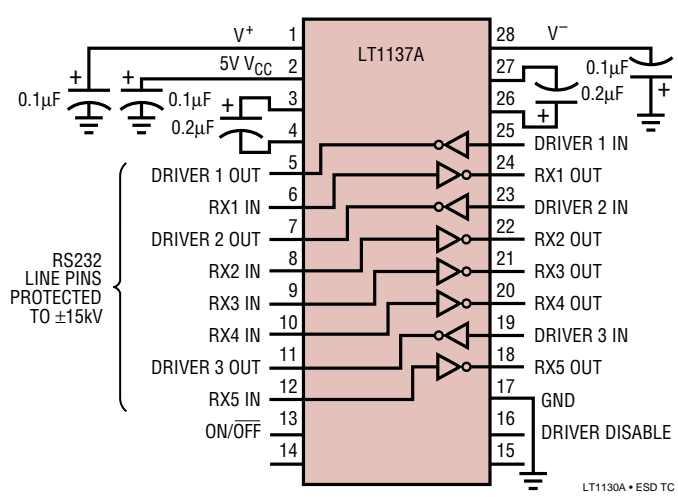 V+ 1 LT1137A 28 V−
5V VCC 2 27
0.1µF + + 0.1µF 3 26 + 0.2µF 0.1µF +
+ 0.2µF 4 25 DRIVER 1 IN
DRIVER 1 OUT 5 24 RX1 OUT
RX1 IN 6 23 DRIVER 2 IN
DRIVER 2 OUT 7 22 RX2 OUT
RX2 IN 8 21 RX3 OUT
RX3 IN 9 20 RX4 OUT
RX4 IN 10 19 DRIVER 3 IN
DRIVER 3 OUT 11 18 RX5 OUT
RX5 IN 12 17 GND
ON/OFF 13 16 DRIVER DISABLE
14 15
RS232
LINE PINS
PROTECTED
TO ±15kV
LT1130A • ESD TC